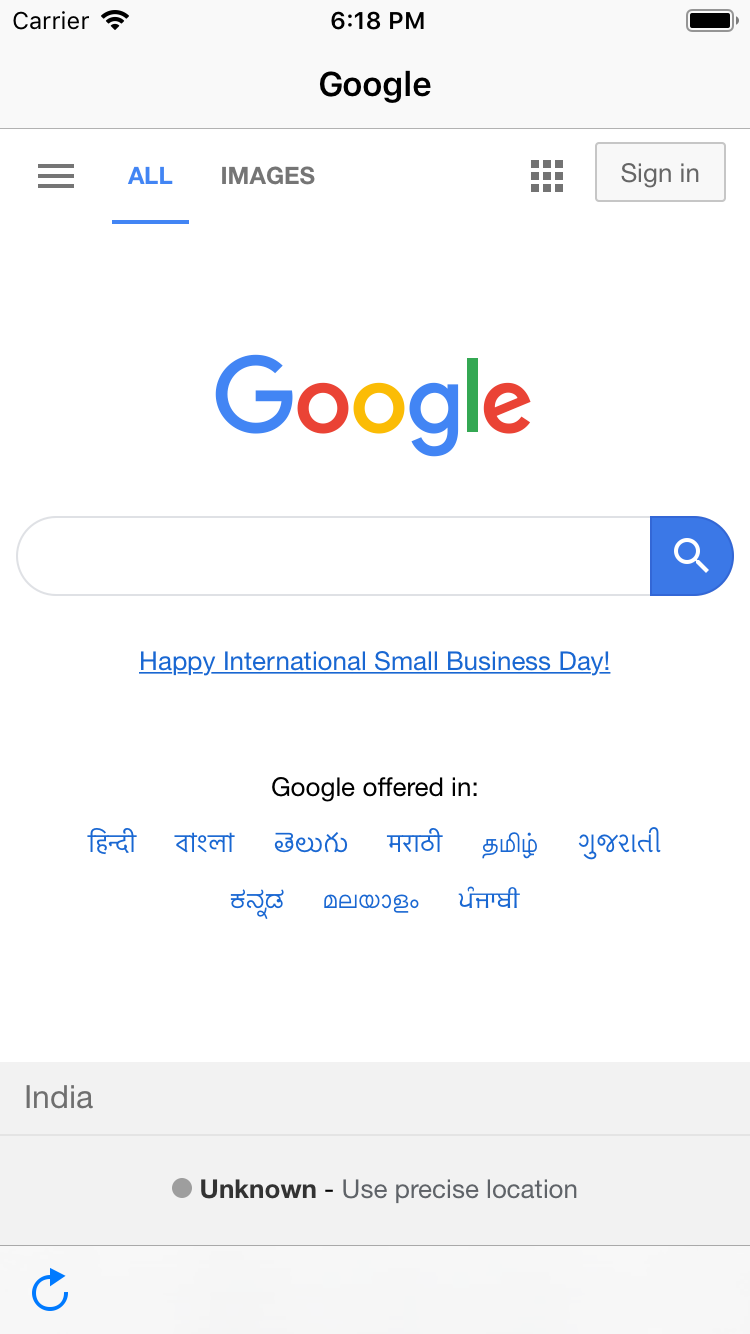 Carrier 6:18 PM
Google
ALL IMAGES Sign in
Google
Happy International Small Business Day!
Google offered in:
हिन्दी বাংলা తెలుగు मराठी தமிழ் ગુજરાતી
ಕನ್ನಡ മലയാളം ਪੰਜਾਬੀ
India
Unknown - Use precise location